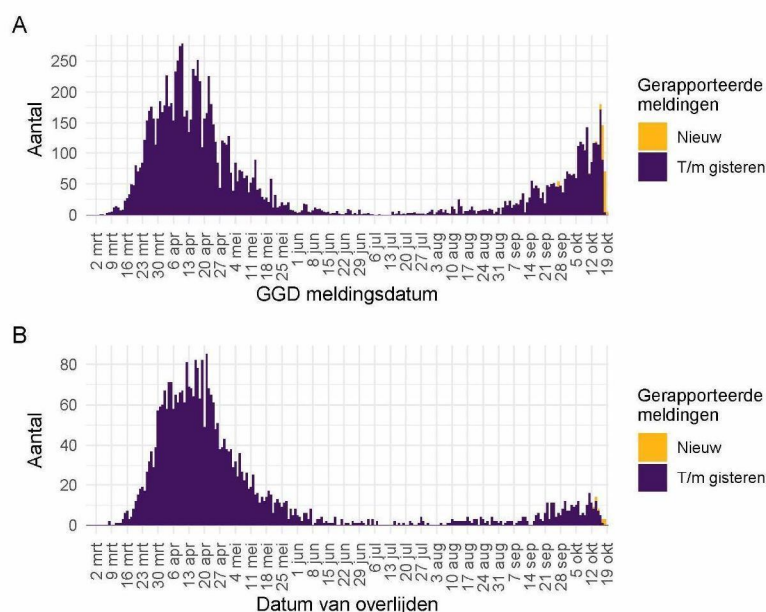 A
Aantal
250
200
150
100
50
0
2 mrt
9 mrt
16 mrt
23 mrt
30 mrt
6 apr
13 apr
20 apr
27 apr
4 mei
11 mei
18 mei
25 mei
1 jun
8 jun
15 jun
22 jun
29 jun
6 jul
13 jul
20 jul
27 jul
3 aug
10 aug
17 aug
24 aug
31 aug
7 sep
14 sep
21 sep
28 sep
5 okt
12 okt
19 okt
GGD meldingsdatum
Gerapporteerde
meldingen
Nieuw
T/m gisteren
B
Aantal
80
60
40
20
0
2 mrt
9 mrt
16 mrt
23 mrt
30 mrt
6 apr
13 apr
20 apr
27 apr
4 mei
11 mei
18 mei
25 mei
1 jun
8 jun
15 jun
22 jun
29 jun
6 jul
13 jul
20 jul
27 jul
3 aug
10 aug
17 aug
24 aug
31 aug
7 sep
14 sep
21 sep
28 sep
5 okt
12 okt
19 okt
Datum van overlijden
Gerapporteerde
meldingen
Nieuw
T/m gisteren